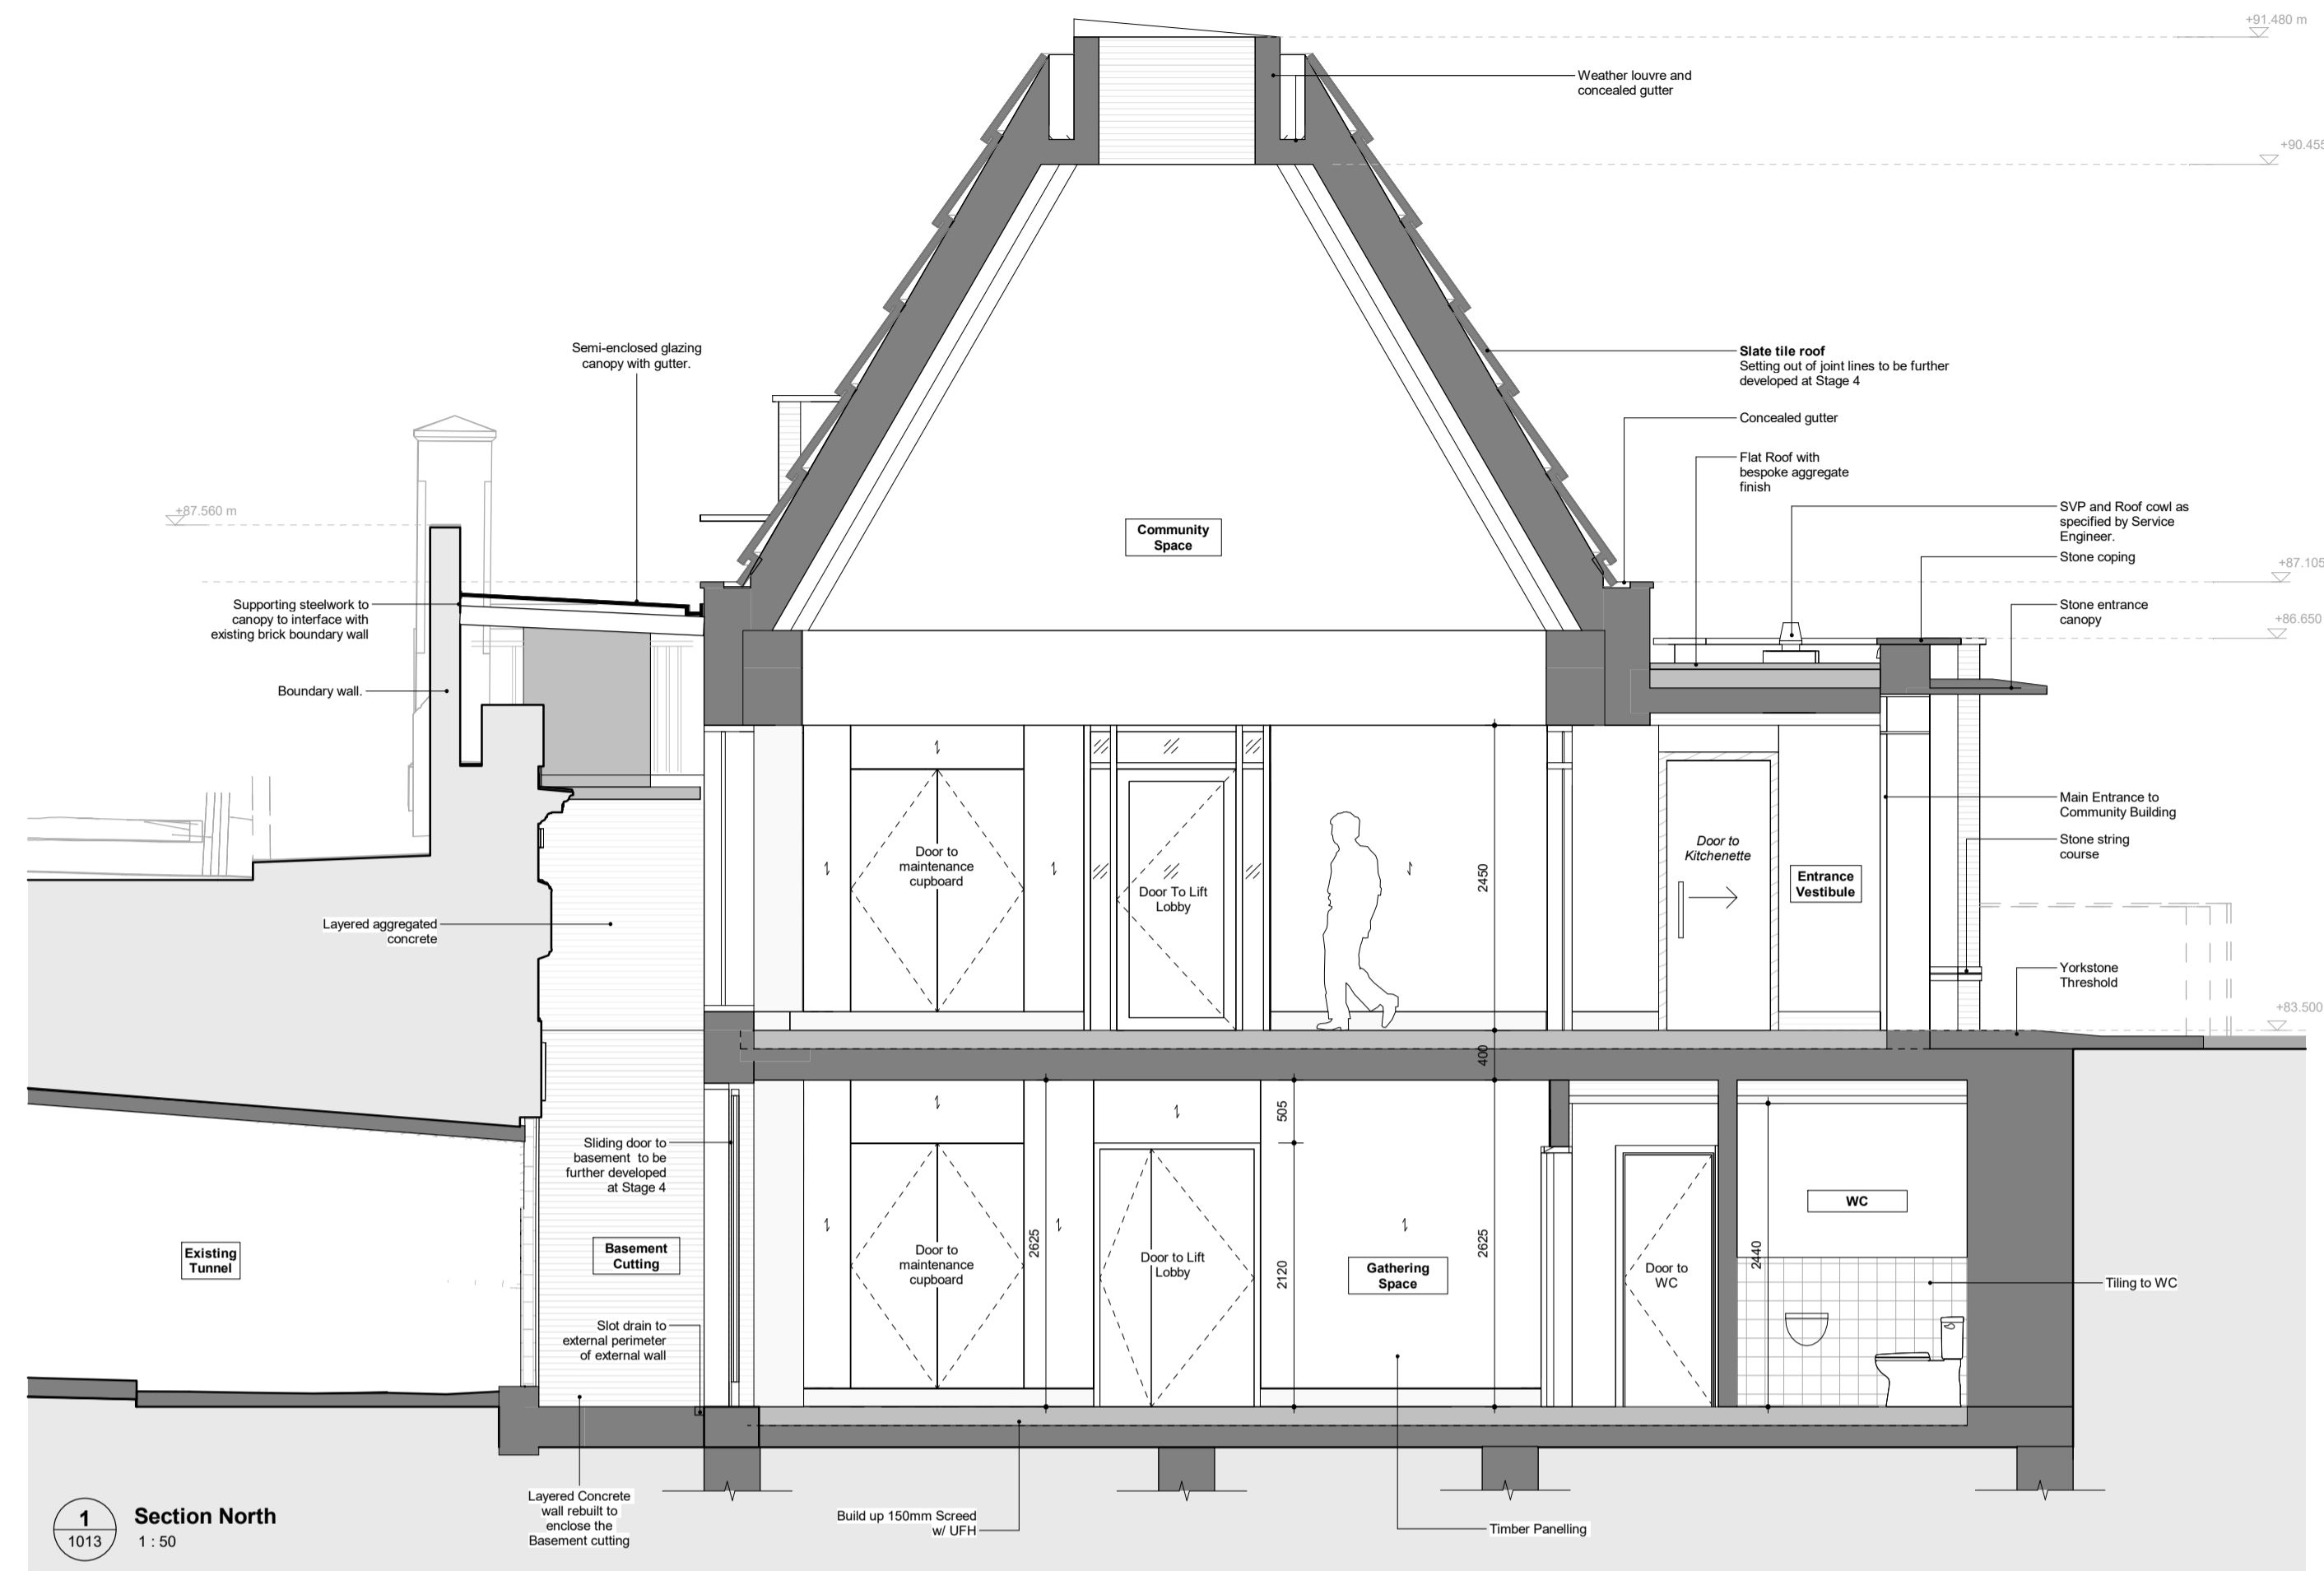 +91.480 m
Weather louvre and
concealed gutter
+90.455
Semi-enclosed glazing
canopy with gutter.
Slate tile roof
Setting out of joint lines to be further
developed at Stage 4
Concealed gutter
Flat Roof with
bespoke aggregate
finish
+87.560 m
SVP and Roof cowl as
specified by Service
Engineer.
Community
Space
Stone coping
+87.105
Supporting steelwork to
canopy to interface with
existing brick boundary wall
Stone entrance
canopy
+86.650
Boundary wall.
Main Entrance to
Community Building
Door to
maintenance
cupboard
Door To Lift
Lobby
2450
Door to
Kitchenette
Entrance
Vestibule
Stone string
course
Layered aggregated
concrete
Yorkstone
Threshold
+83.500
400
505
Sliding door to
basement to be
further developed
at Stage 4
WC
Existing
Tunnel
Basement
Cutting
Door to
maintenance
cupboard
2625
Door to Lift
Lobby
2120
Gathering
Space
2625
Door to
WC
2440
Tiling to WC
Slot drain to
external perimeter
of external wall
Layered Concrete
wall rebuilt to
enclose the
Basement cutting
Build up 150mm Screed
w/ UFH
Timber Panelling
1
1013
Section North
1 : 50